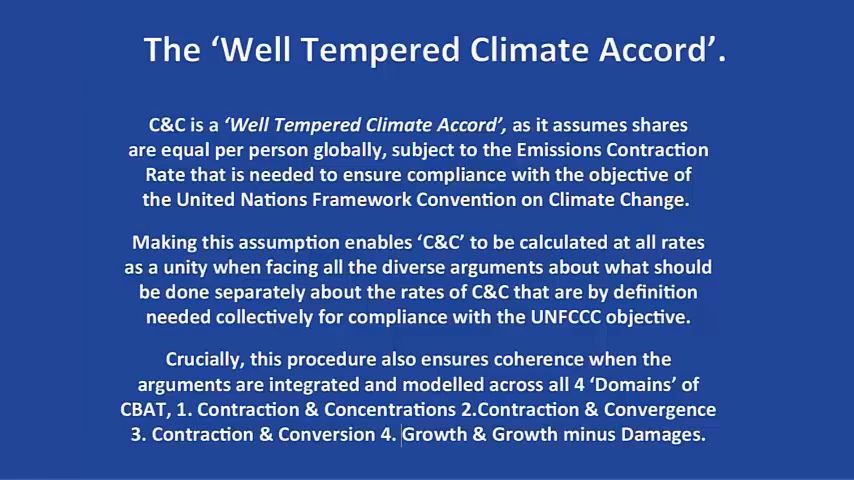 The ‘Well Tempered Climate Accord’.
C&C is a ‘Well Tempered Climate Accord’, as it assumes shares
are equal per person globally, subject to the Emissions Contraction
Rate that is needed to ensure compliance with the objective of
the United Nations Framework Convention on Climate Change.
Making this assumption enables ‘C&C’ to be calculated at all rates
as a unity when facing all the diverse arguments about what should
be done separately about the rates of C&C that are by definition
needed collectively for compliance with the UNFCCC objective.
Crucially, this procedure also ensures coherence when the
arguments are integrated and modelled across all 4 ‘Domains’ of
CBAT, 1. Contraction & Concentrations 2.Contraction & Convergence
3. Contraction & Conversion 4. Growth & Growth minus Damages.